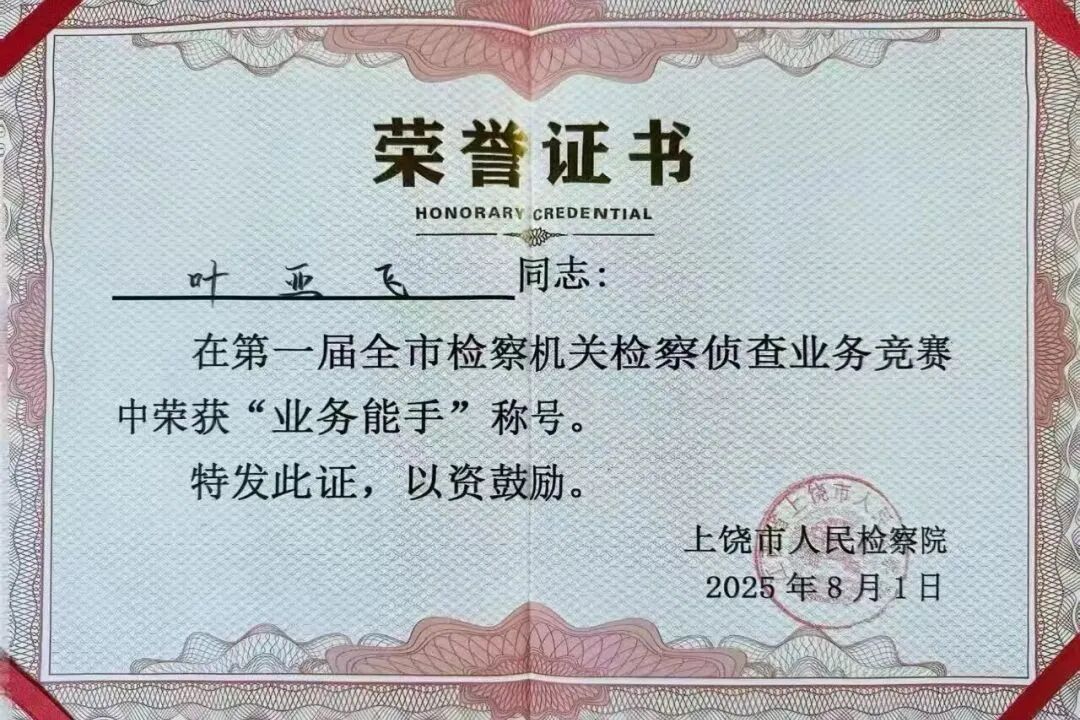 荣誉证书
HONORARY CREDENTIAL
叶亚飞同志:
在第一届全市检察机关检察侦查业务竞赛
中荣获“业务能手”称号。
特发此证，以资鼓励。
上饶市人民检察院
2025年8月1日